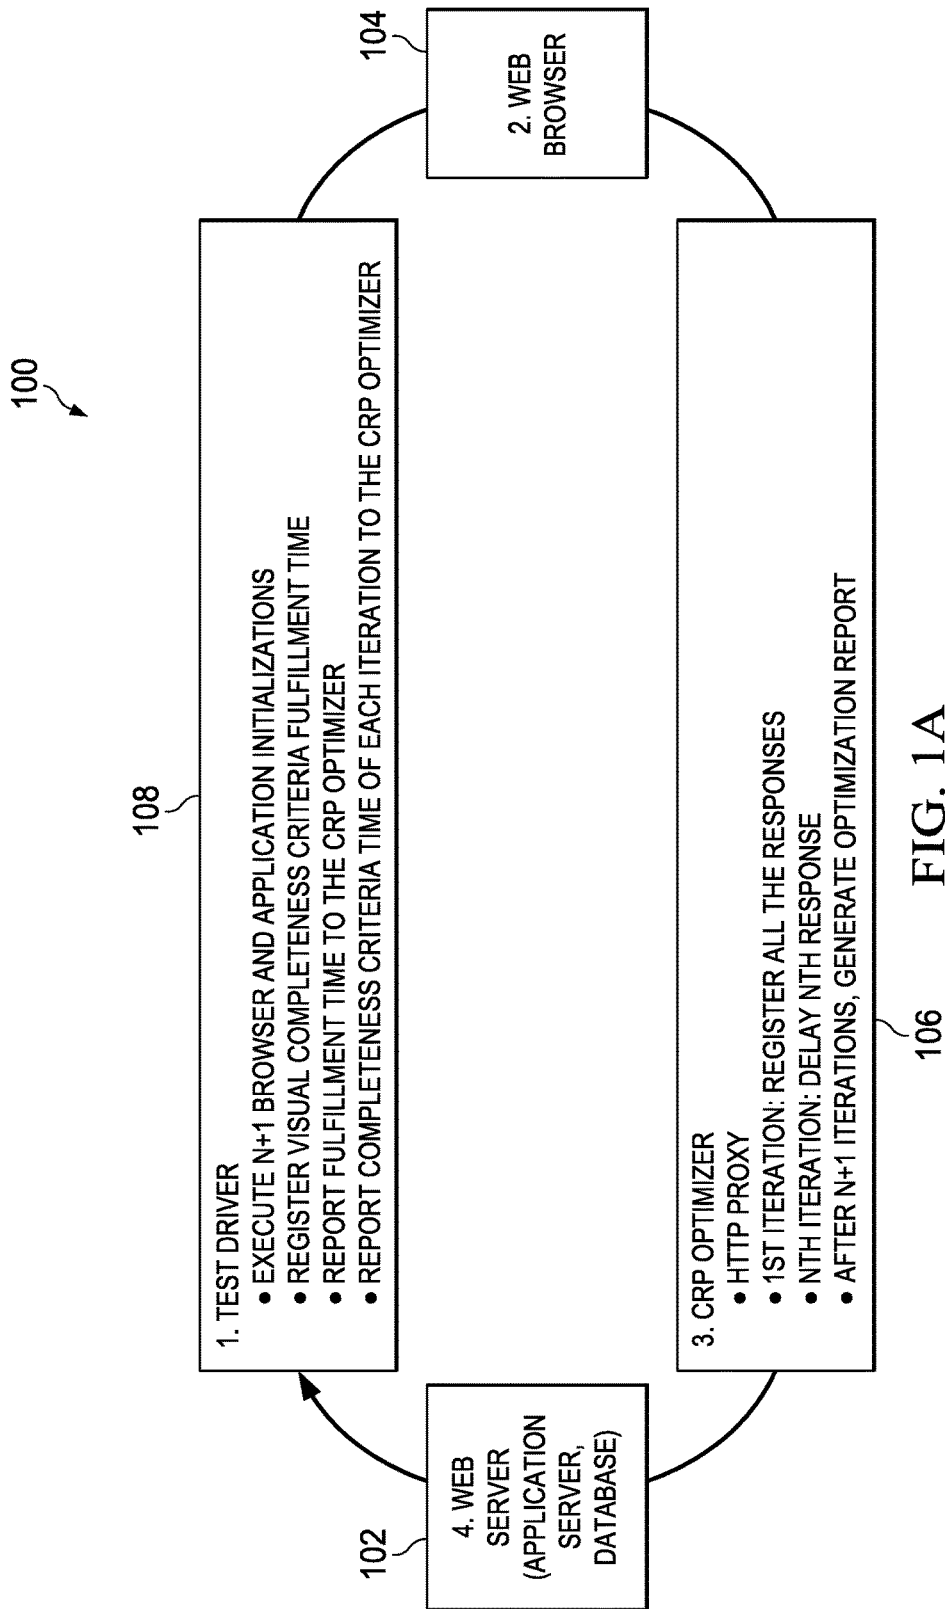 100
108
1. TEST DRIVER
● EXECUTE N+1 BROWSER AND APPLICATION INITIALIZATIONS
● REGISTER VISUAL COMPLETENESS CRITERIA FULFILLMENT TIME
● REPORT FULFILLMENT TIME TO THE CRP OPTIMIZER
● REPORT COMPLETENESS CRITERIA TIME OF EACH ITERATION TO THE CRP OPTIMIZER
102
4. WEB
SERVER
(APPLICATION
SERVER,
DATABASE)
104
2. WEB
BROWSER
3. CRP OPTIMIZER
● HTTP PROXY
● 1ST ITERATION: REGISTER ALL THE RESPONSES
● NTH ITERATION: DELAY NTH RESPONSE
● AFTER N+1 ITERATIONS, GENERATE OPTIMIZATION REPORT
106
FIG. 1A